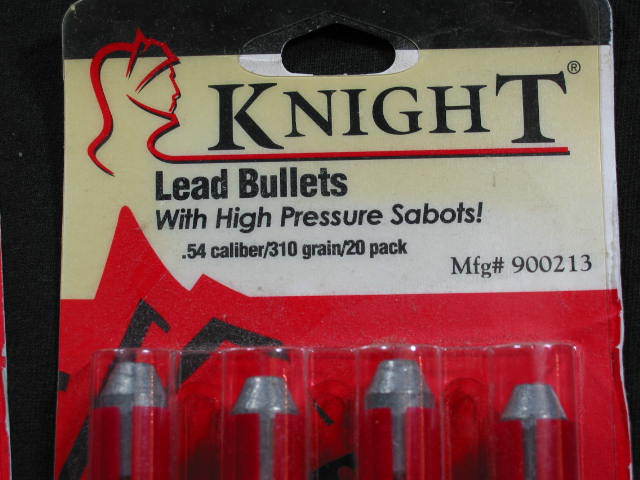 KNIGHT®
Lead Bullets
With High Pressure Sabots!
.54 caliber/310 grain/20 pack
Mfg# 900213